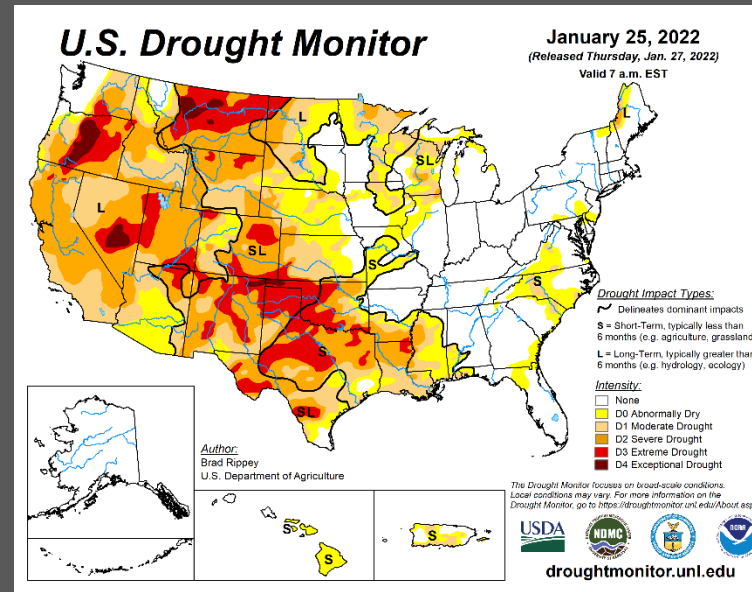 U.S. Drought Monitor
January 25, 2022
(Released Thursday, Jan. 27, 2022)
Valid 7 a.m. EST
L
L
SL
L
SL
S
S
S
SL
Drought Impact Types:
Delineates dominant impacts
S = Short-Term, typically less than
6 months (e.g. agriculture, grassland
L = Long-Term, typically greater than
6 months (e.g. hydrology, ecology)
Intensity:
None
D0 Abnormally Dry
D1 Moderate Drought
D2 Severe Drought
D3 Extreme Drought
D4 Exceptional Drought
Author:
Brad Rippey
U.S. Department of Agriculture
S
S
S
The Drought Monitor focuses on broad-scale conditions.
Local conditions may vary. For more information on the
Drought Monitor, go to https://droughtmonitor.unl.edu/About.asp
USDA
NDMC
droughtmonitor.unl.edu